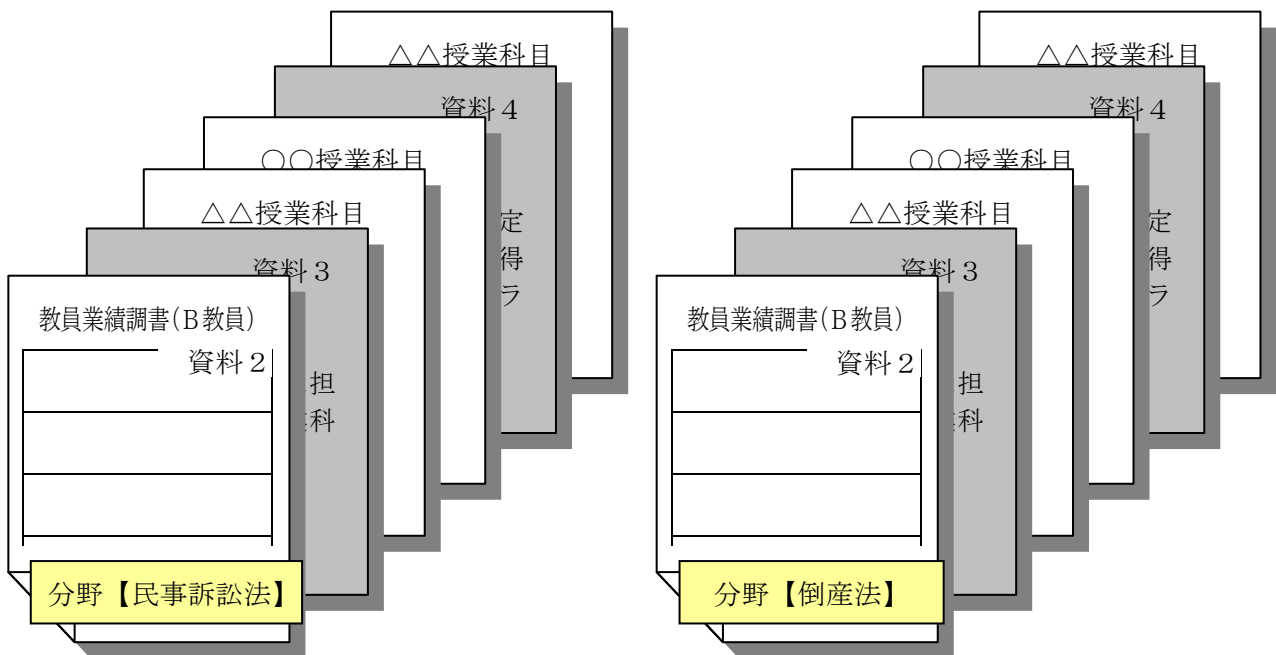 △△授業科目
資料４
○○授業科目
△△授業科目
定
得
ラ
資料３
教員業績調書(Ｂ教員)
資料２
担
科
分野【民事訴訟法】
△△授業科目
資料４
○○授業科目
△△授業科目
定
得
ラ
資料３
教員業績調書(Ｂ教員)
資料２
担
科
分野【倒産法】